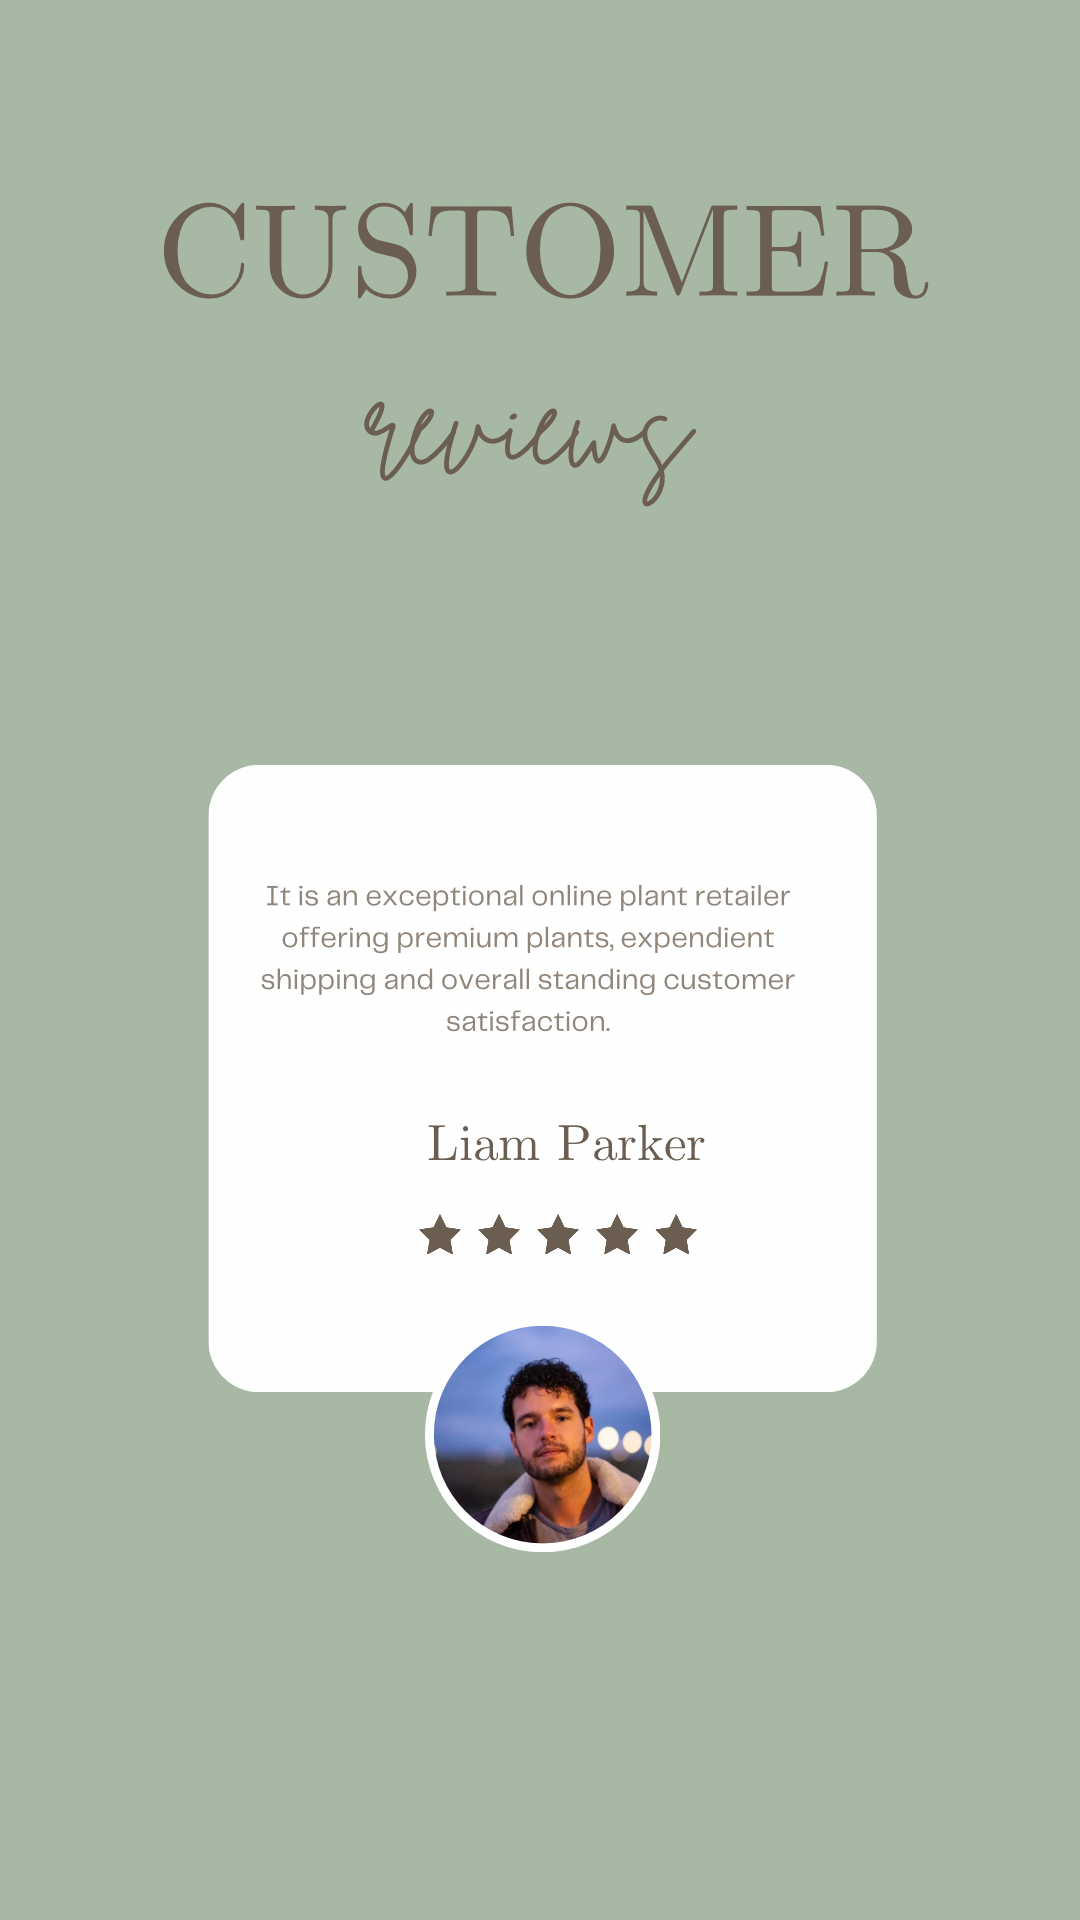 CUSTOMER
reviews
It is an exceptional online plant retailer
offering premium plants, expendient
shipping and overall standing customer
satisfaction.
Liam Parker